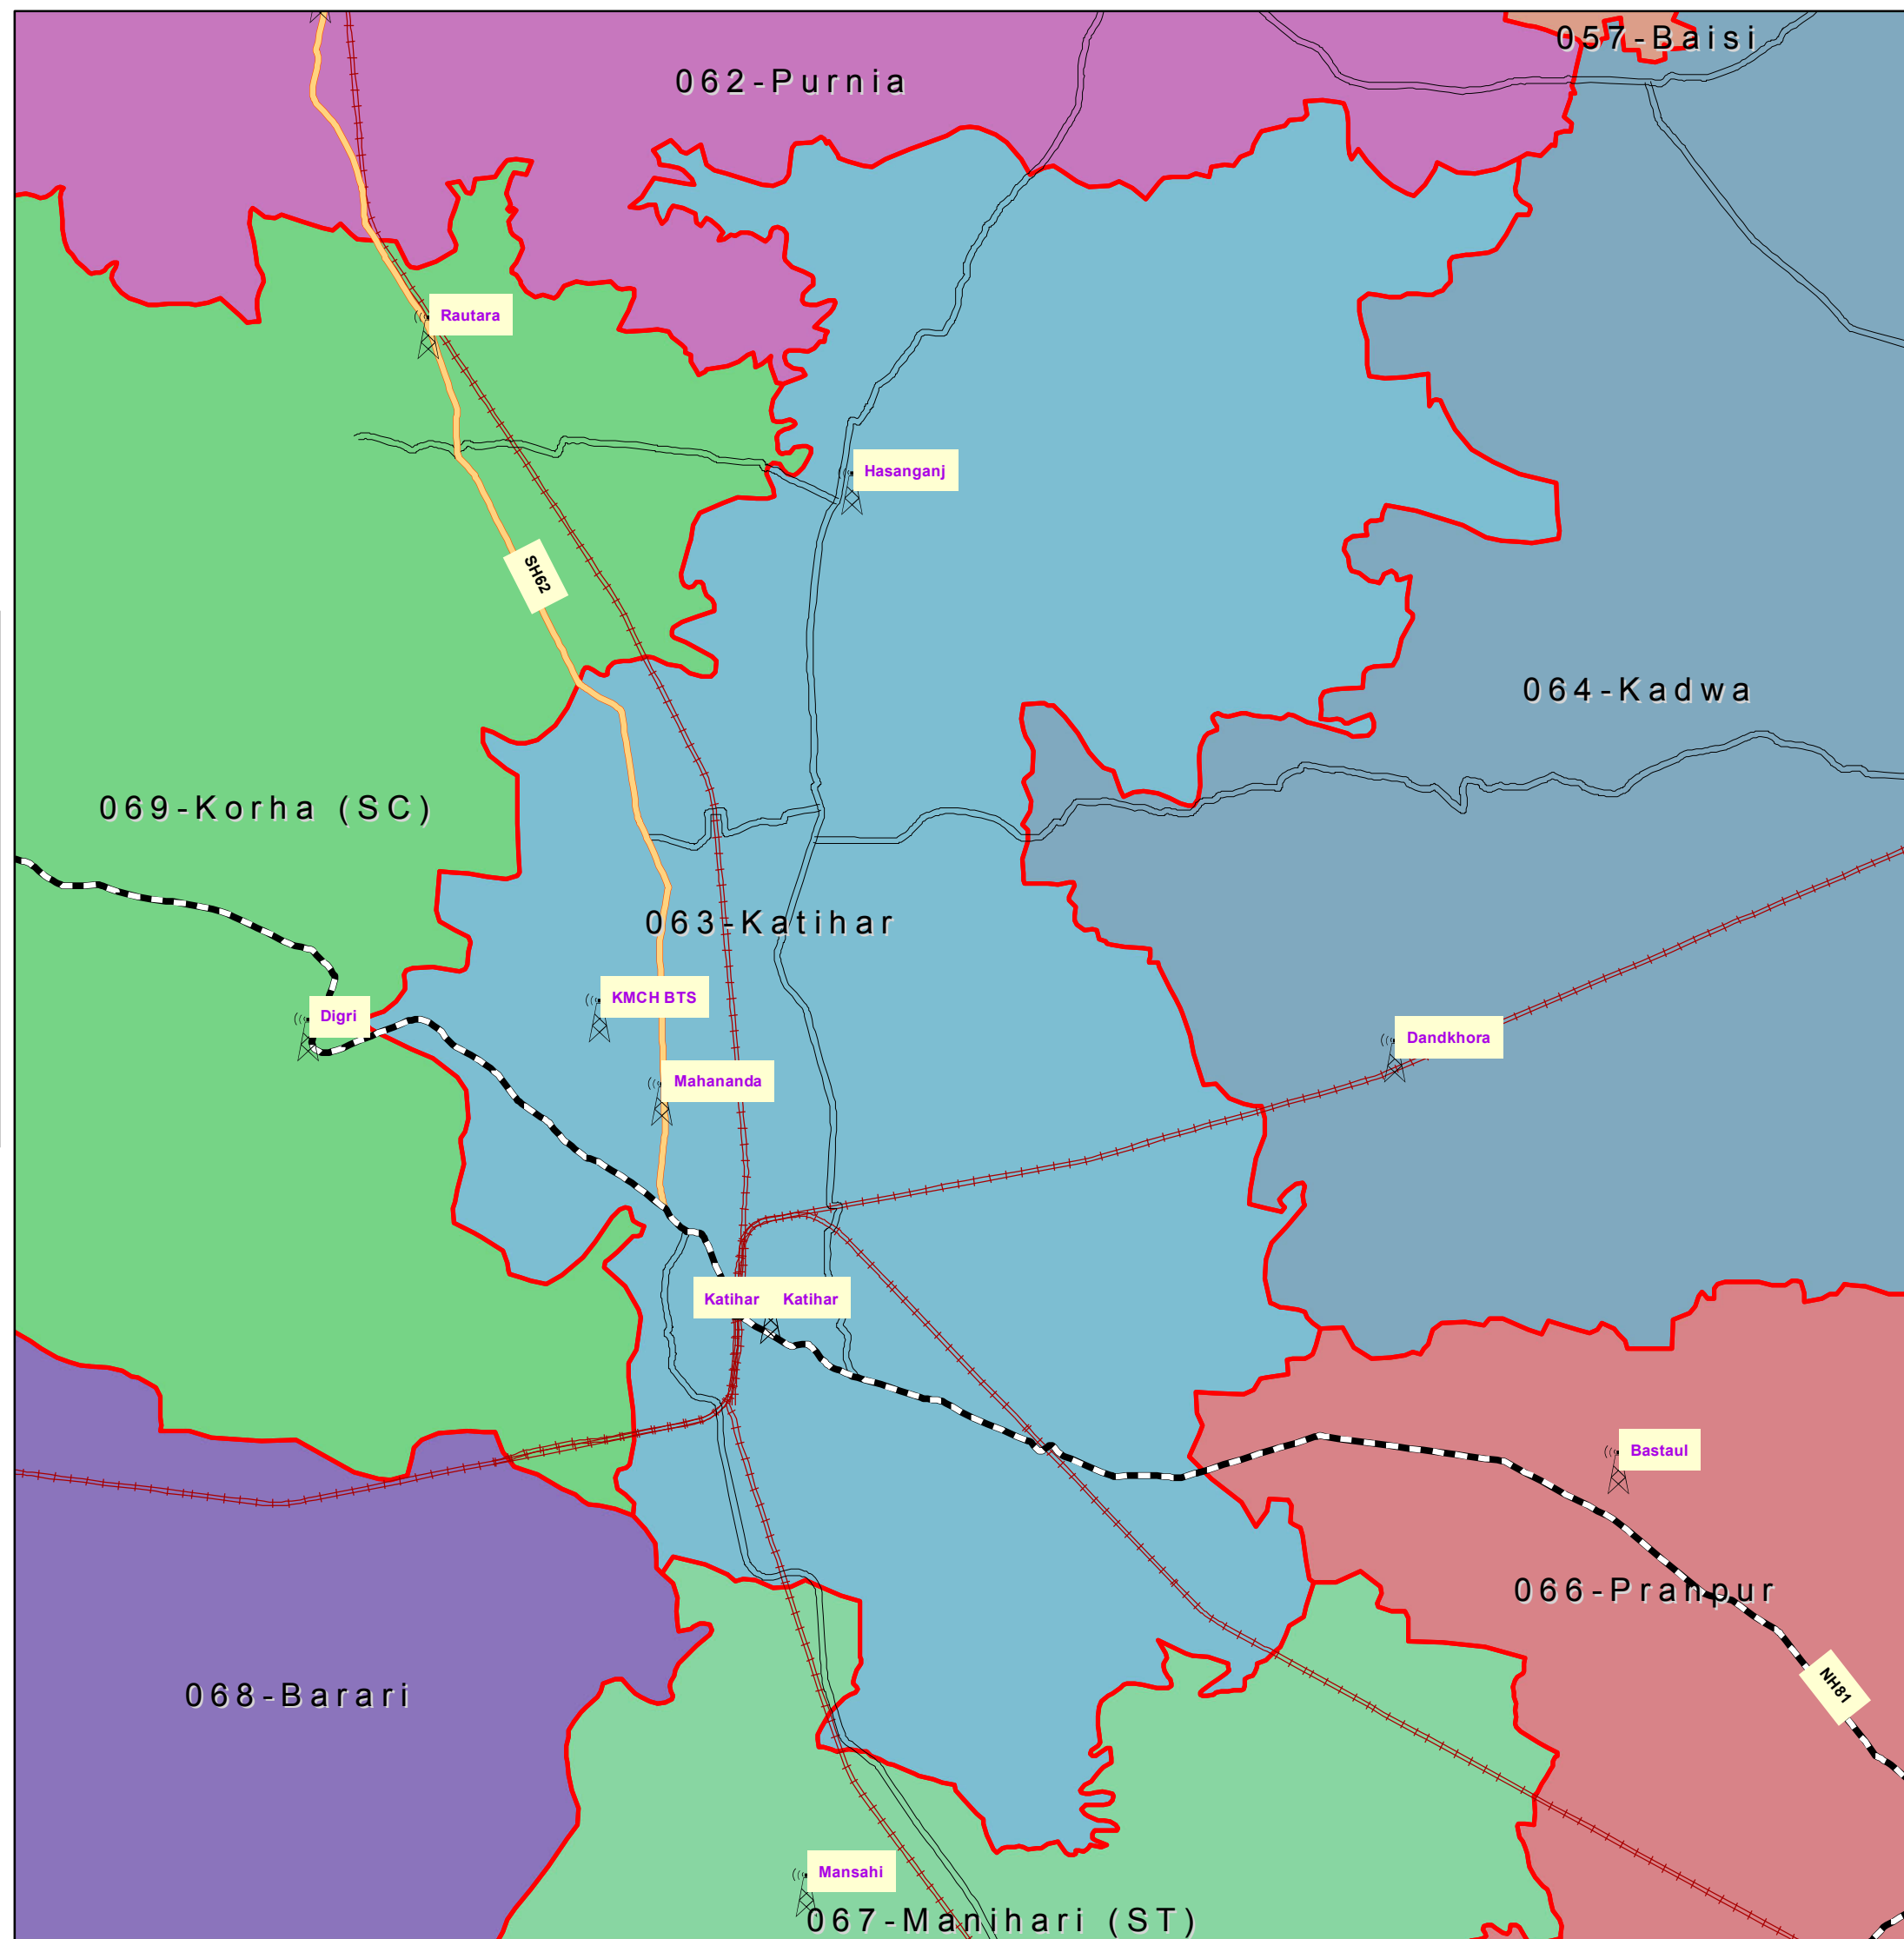 057-Baisi
062-Purnia
Rautara
Hasanganj
SH62
064-Kadwa
069-Korha (SC)
063-Katihar
KMCH BTS
Digri
Dandkhora
Mahananda
Katihar Katihar
Bastaul
066-Pranpur
NH81
068-Barari
Mansahi
067-Manihari (ST)